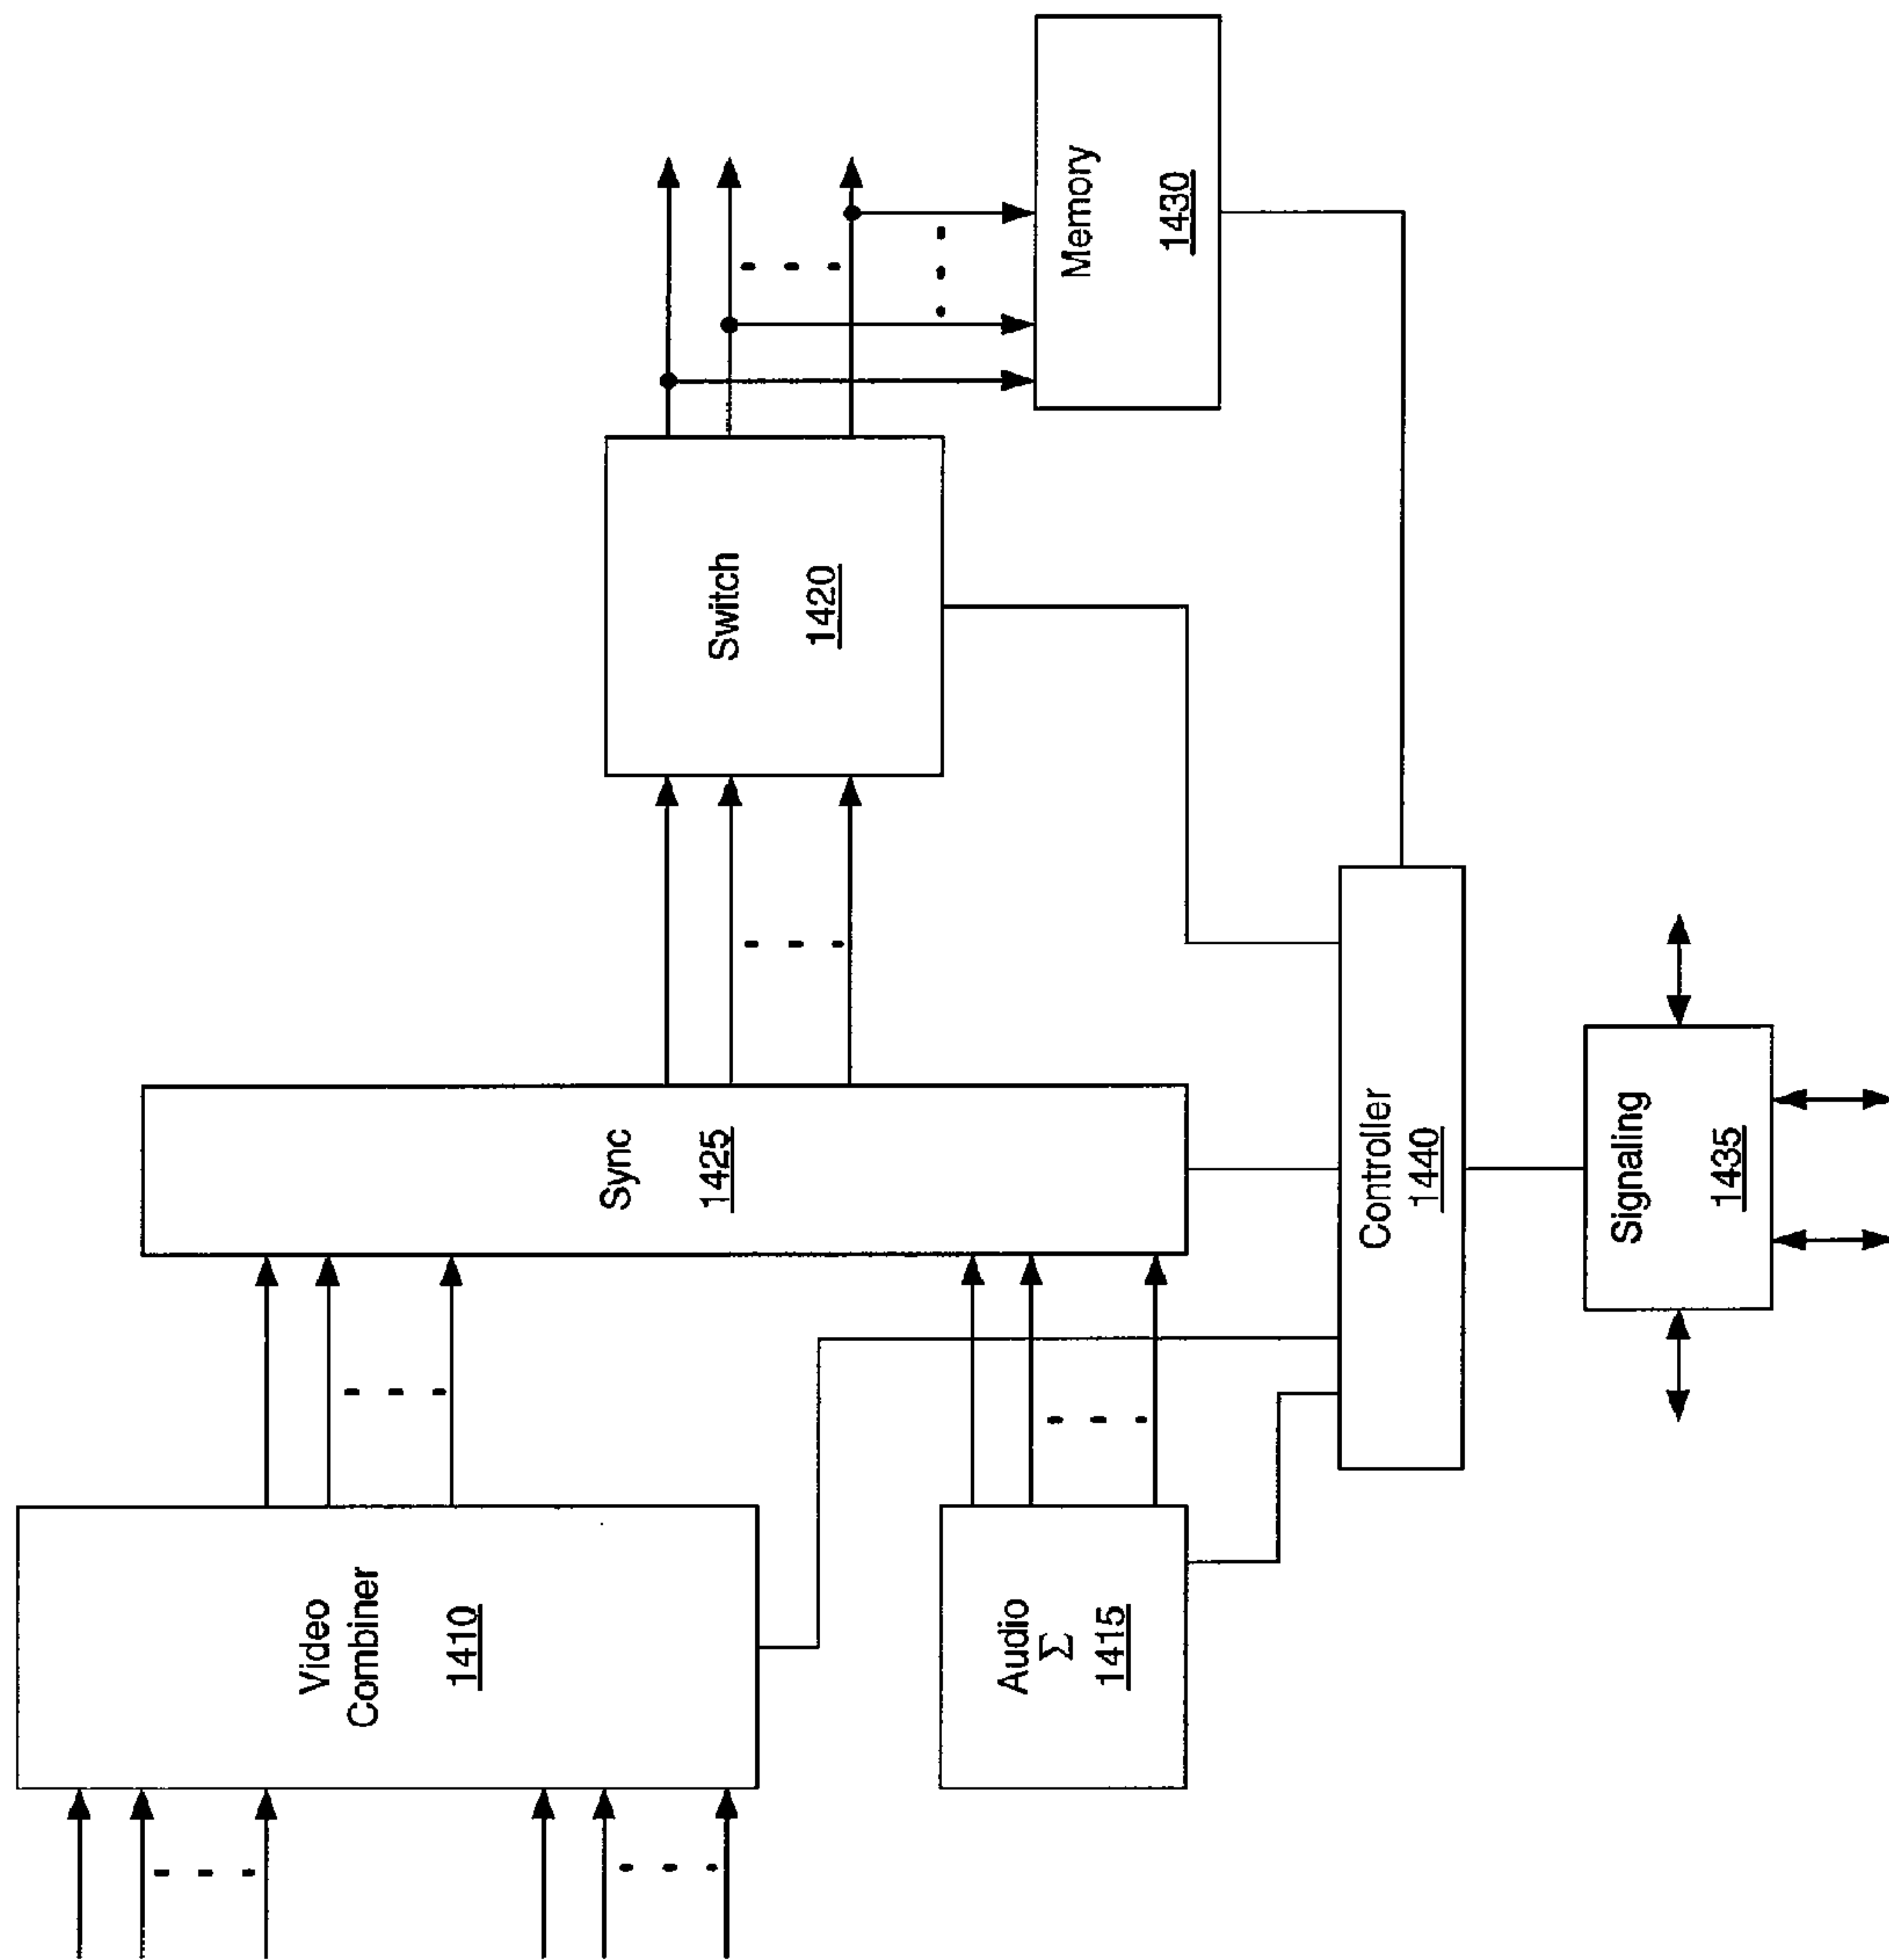 Video
Combiner
1410
Audio
Σ
1415
Sync
1425
Switch
1420
Memory
1430
Controller
1440
Signaling
1435